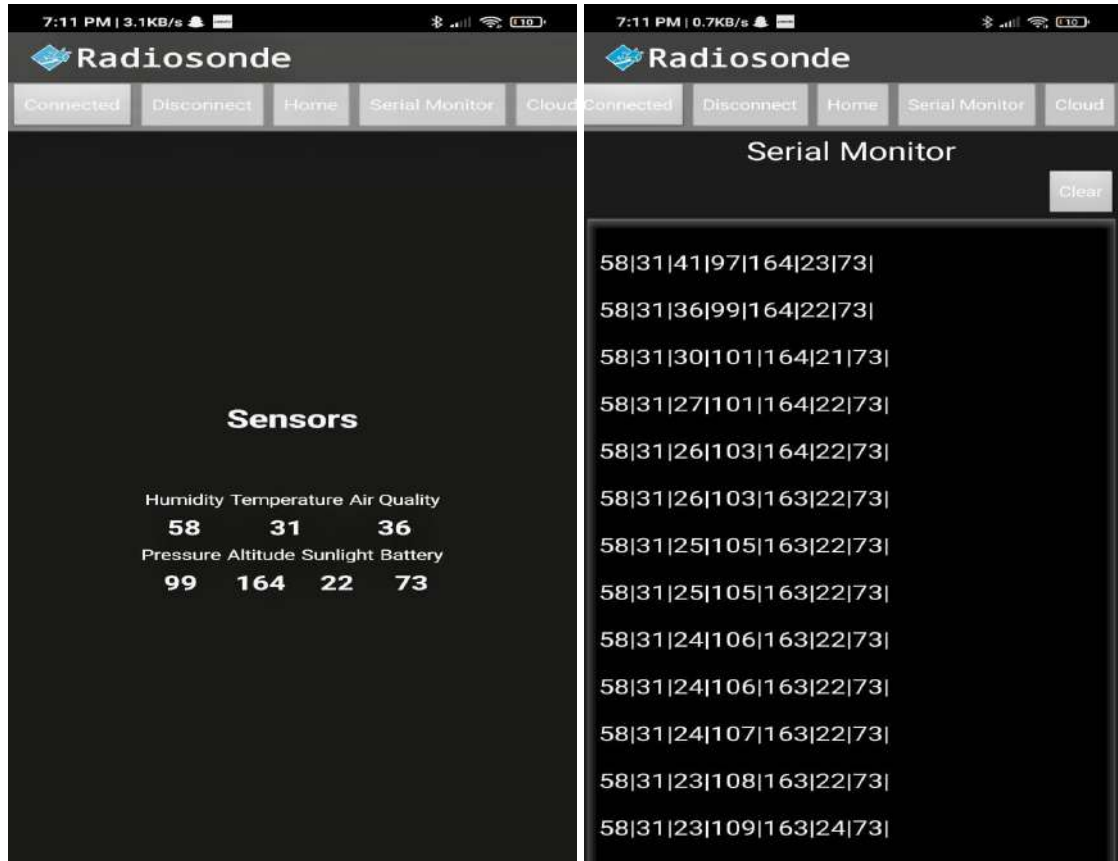 7:11 PM | 3.1KB/s
10
Radiosonde
Connected Disconnect Home Serial Monitor Cloud
Sensors
Humidity Temperature Air Quality
58 31 36
Pressure Altitude Sunlight Battery
99 164 22 73
7:11 PM | 0.7KB/s
10
Radiosonde
Connected Disconnect Home Serial Monitor Cloud
Serial Monitor
Clear
58|31|41|97|164|23|73|
58|31|36|99|164|22|73|
58|31|30|101|164|21|73|
58|31|27|101|164|22|73|
58|31|26|103|164|22|73|
58|31|26|103|163|22|73|
58|31|25|105|163|22|73|
58|31|25|105|163|22|73|
58|31|24|106|163|22|73|
58|31|24|106|163|22|73|
58|31|24|107|163|22|73|
58|31|23|108|163|22|73|
58|31|23|109|163|24|73|